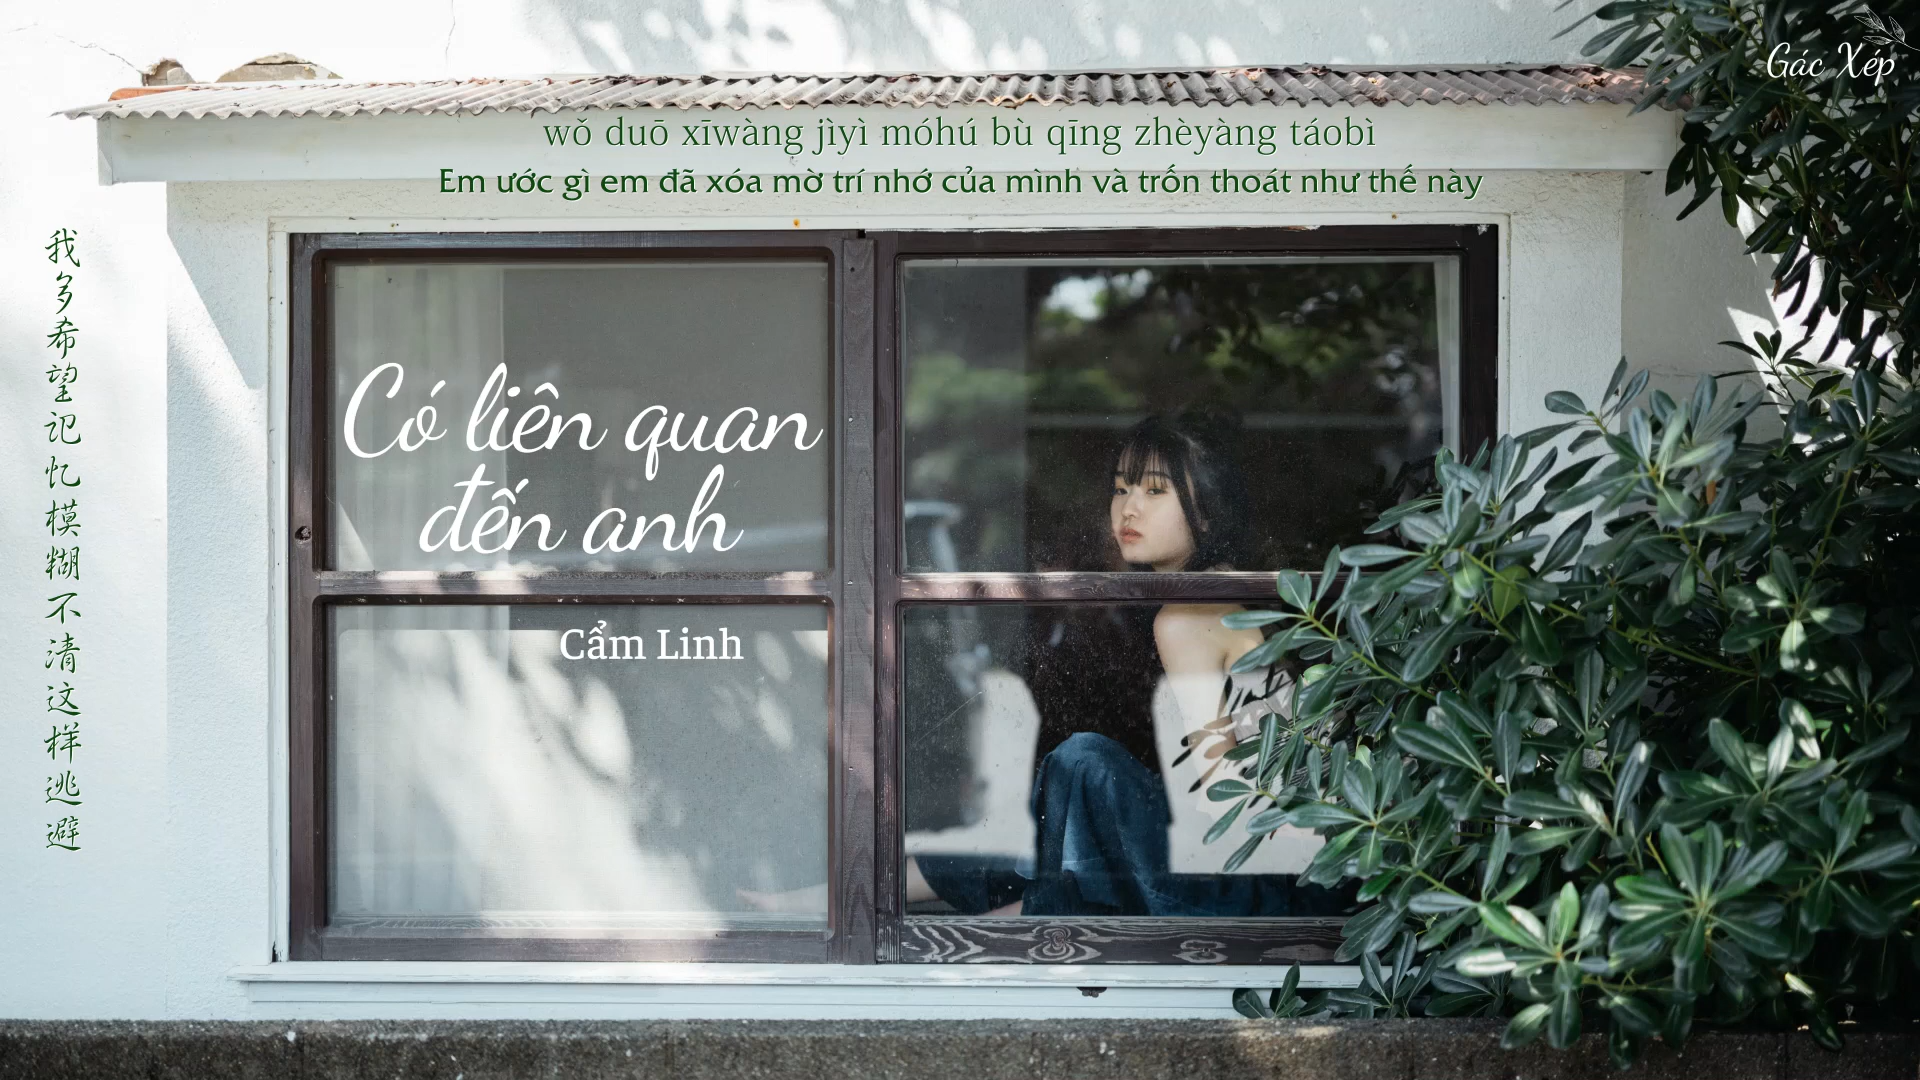 Gác Xép
wǒ duō xīwàng jìyì móhú bù qīng zhèyàng táobì
Em ước gì em đã xóa mờ trí nhớ của mình và trốn thoát như thế này
我多希望记忆模糊不清这样逃避
Có liên quan
đến anh
Cẩm Linh